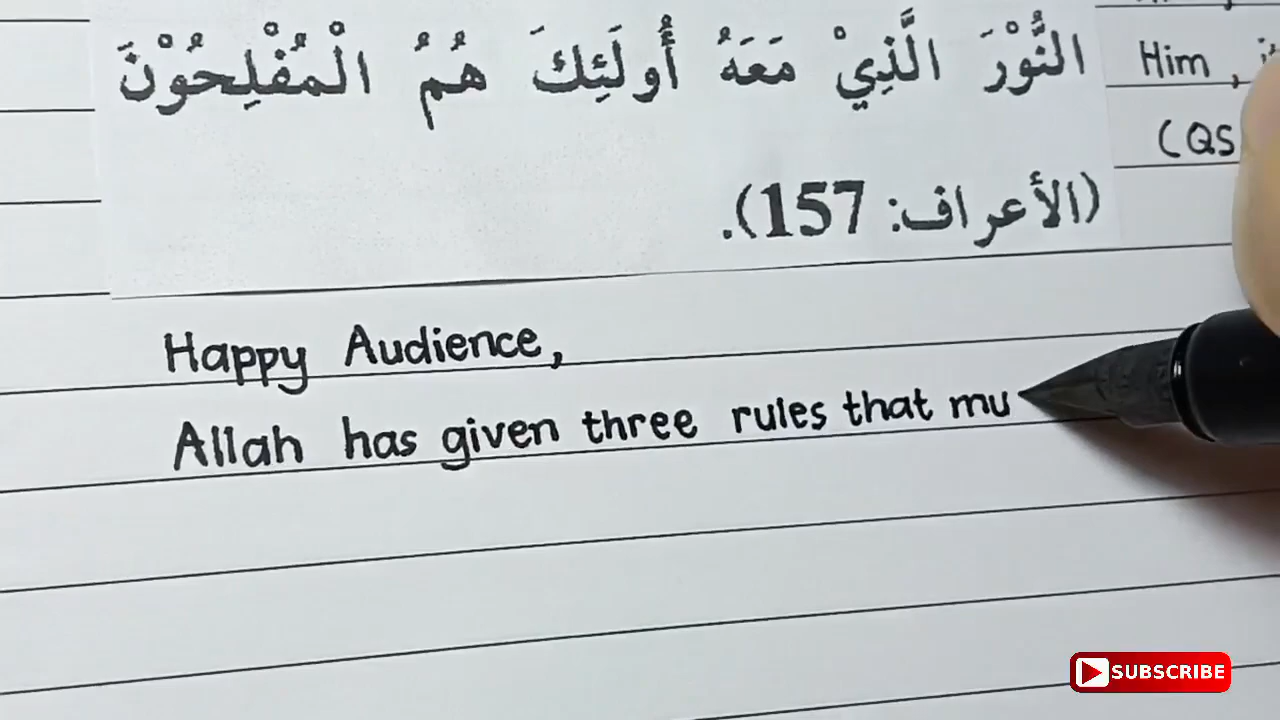 النُّوْرَ الَّذِيْ مَعَهُ أُولَئِكَ هُمُ الْمُفْلِحُوْنَ
(الأعراف: 157).
Him,
(QS
Happy Audience,
Allah has given three rules that mu
SUBSCRIBE